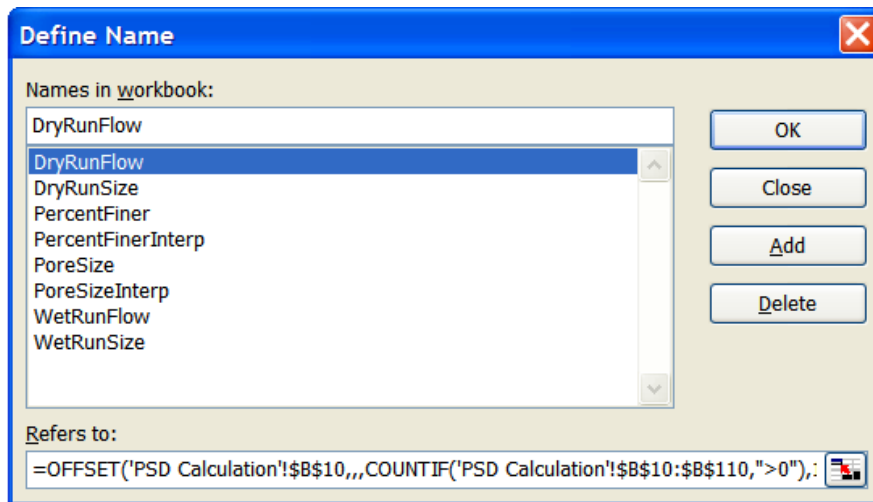 Define Name
Names in workbook:
DryRunFlow
OK
DryRunFlow
DryRunSize
Close
PercentFiner
PercentFinerInterp
Add
PoreSize
PoreSizeInterp
Delete
WetRunFlow
WetRunSize
Refers to:
=OFFSET('PSD Calculation'!$B$10,,,COUNTIF('PSD Calculation'!$B$10:$B$110,">0"),